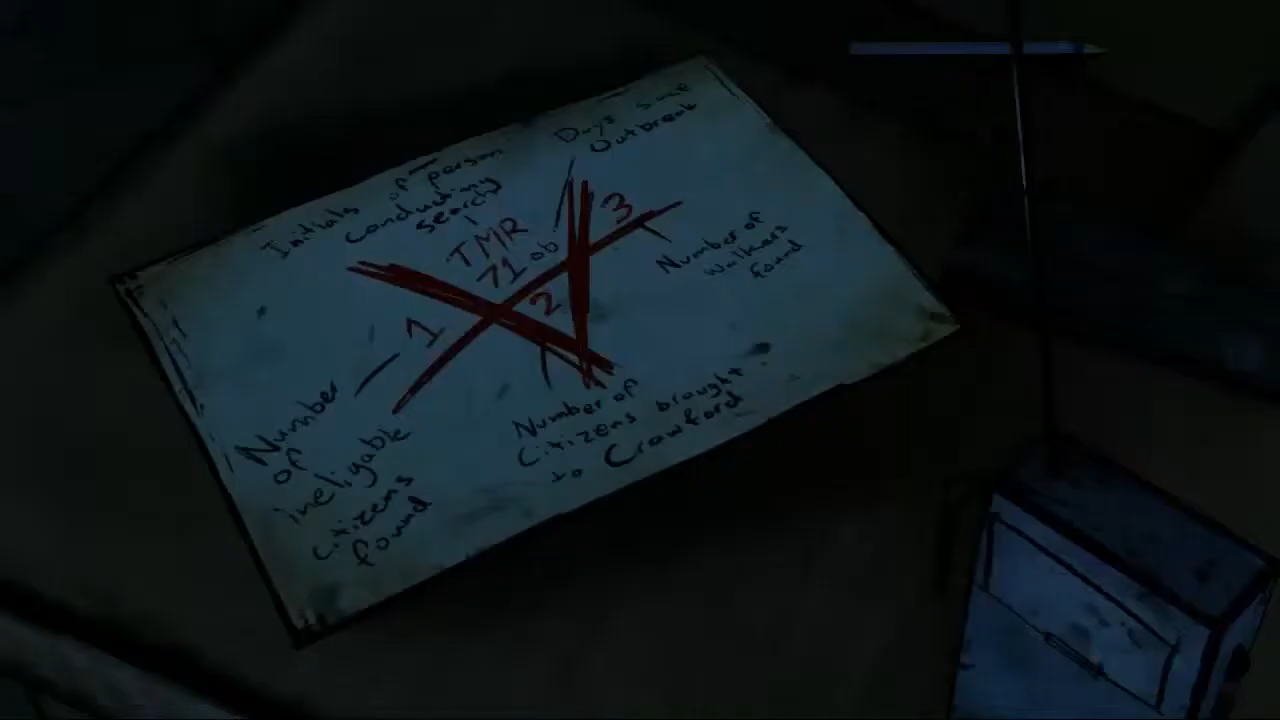 Initials of person
conducting
search
Days since
Outbreak
TMR
71 ob
3
1
2
Number of
walkers
found
Number
of
ineligable
citizens
found
Number of
Citizens brought
to Crawford